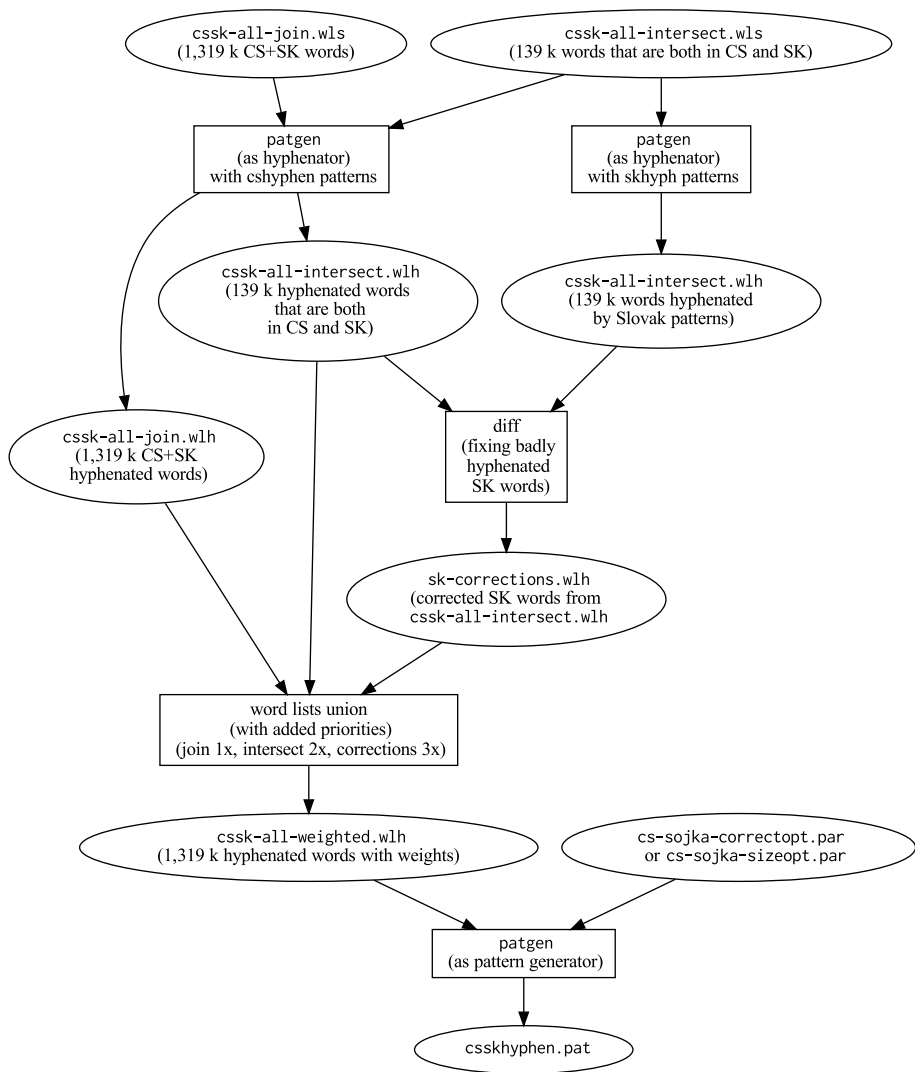 cssk-all-join.wls
(1,319 k CS+SK words)
cssk-all-intersect.wls
(139 k words that are both in CS and SK)
patgen
(as hyphenator)
with cshyphen patterns
patgen
(as hyphenator)
with skhyph patterns
cssk-all-intersect.wlh
(139 k hyphenated words
that are both
in CS and SK)
cssk-all-intersect.wlh
(139 k words hyphenated
by Slovak patterns)
cssk-all-join.wlh
(1,319 k CS+SK
hyphenated words)
diff
(fixing badly
hyphenated
SK words)
sk-corrections.wlh
(corrected SK words from
cssk-all-intersect.wlh
word lists union
(with added priorities)
(join 1x, intersect 2x, corrections 3x)
cssk-all-weighted.wlh
(1,319 k hyphenated words with weights)
cs-sojka-correctopt.par
or cs-sojka-sizeopt.par
patgen
(as pattern generator)
csskhyphen.pat